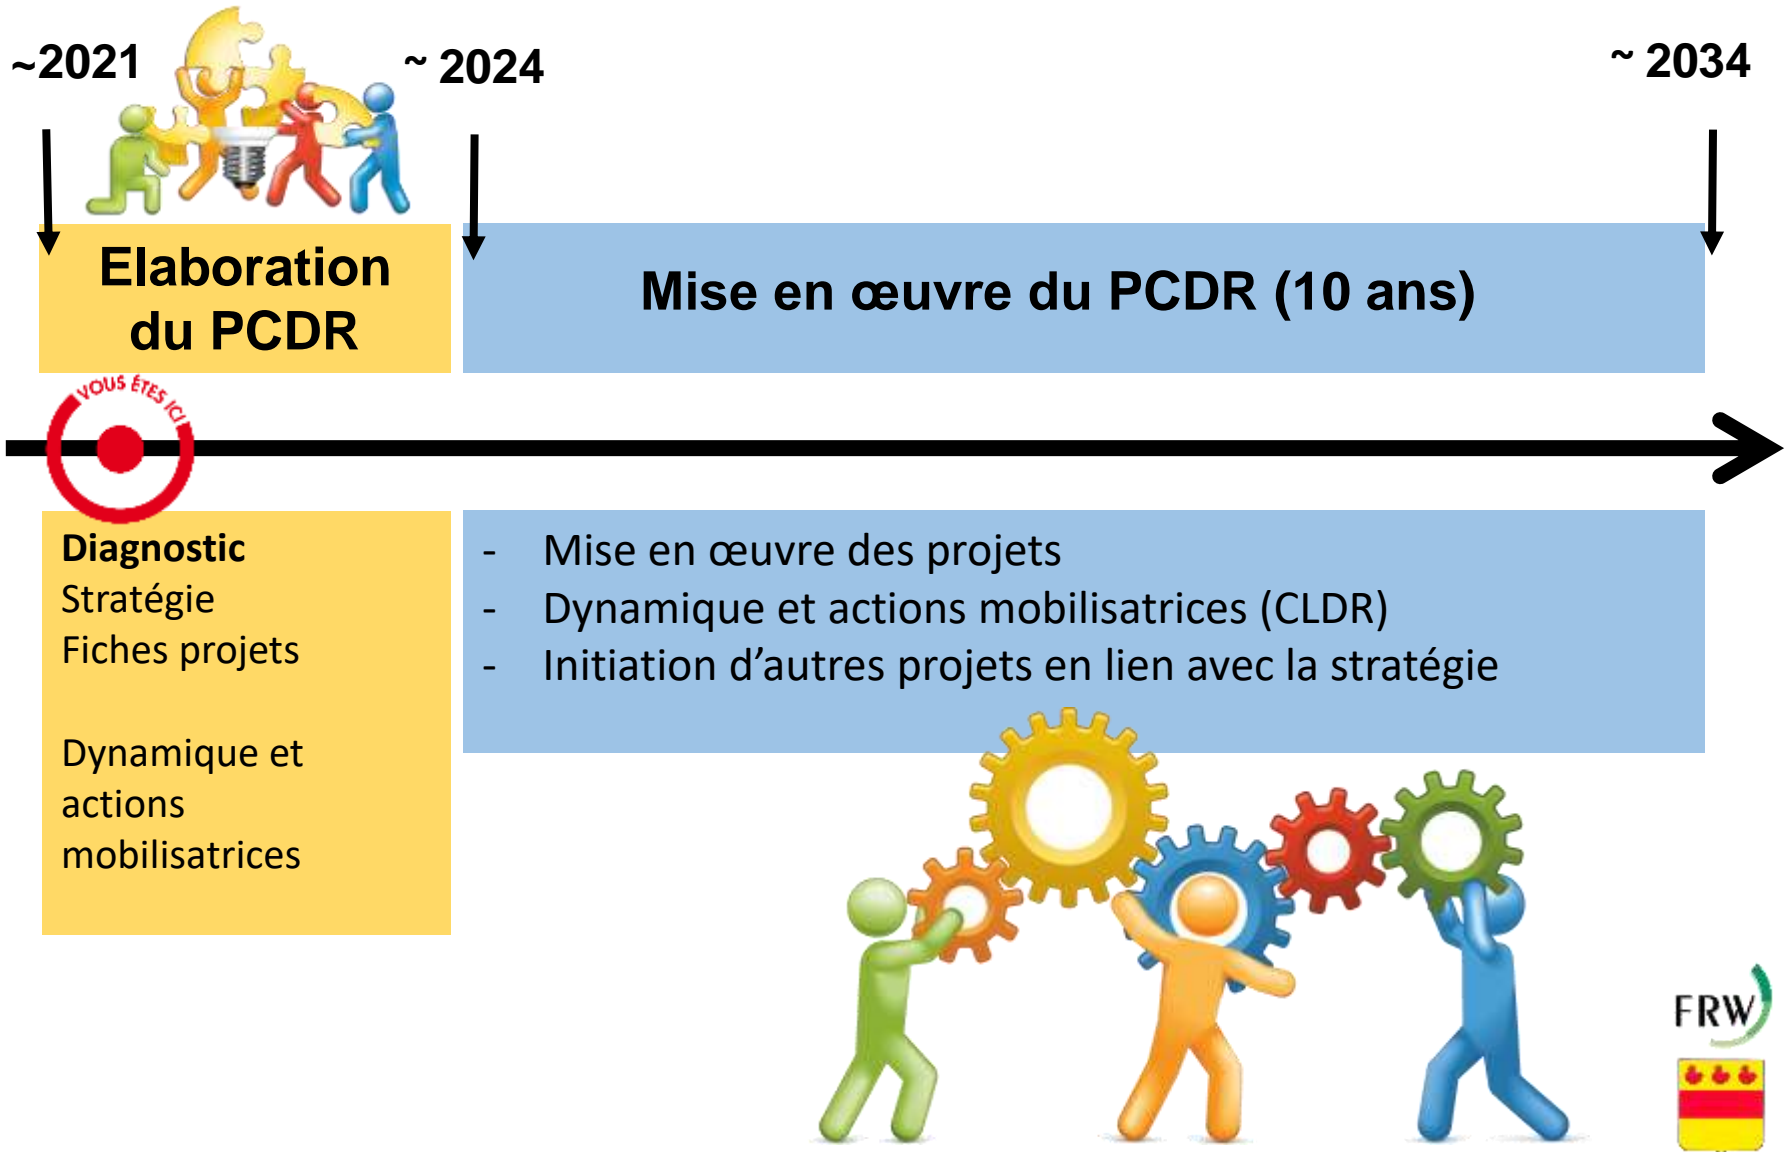 ~2021
~ 2024
~ 2034
Elaboration
du PCDR
Mise en œuvre du PCDR (10 ans)
VOUS ÊTES ICI
Diagnostic
Stratégie
Fiches projets
Dynamique et
actions
mobilisatrices
- Mise en œuvre des projets
- Dynamique et actions mobilisatrices (CLDR)
- Initiation d’autres projets en lien avec la stratégie
FRW